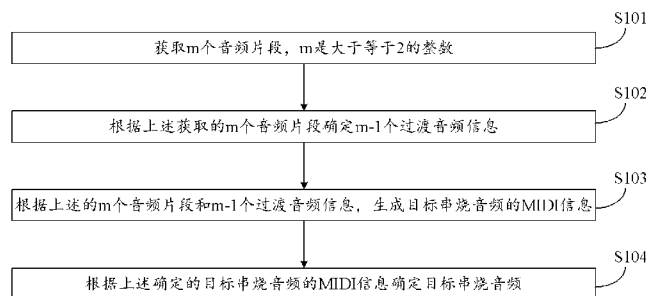 S101
获取m个音频片段，m是大于等于2的整数
S102
根据上述获取的m个音频片段确定m-1个过渡音频信息
S103
根据上述的m个音频片段和m-1个过渡音频信息，生成目标串烧音频的MIDI信息
S104
根据上述确定的目标串烧音频的MIDI信息确定目标串烧音频